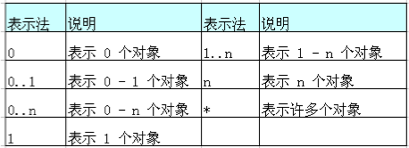 表示法 说明 表示法 说明
0 表示 0 个对象 1..n 表示 1 - n 个对象
0..1 表示 0 - 1 个对象 n 表示 n 个对象
0..n 表示 0 - n 个对象 * 表示许多个对象
1 表示 1 个对象